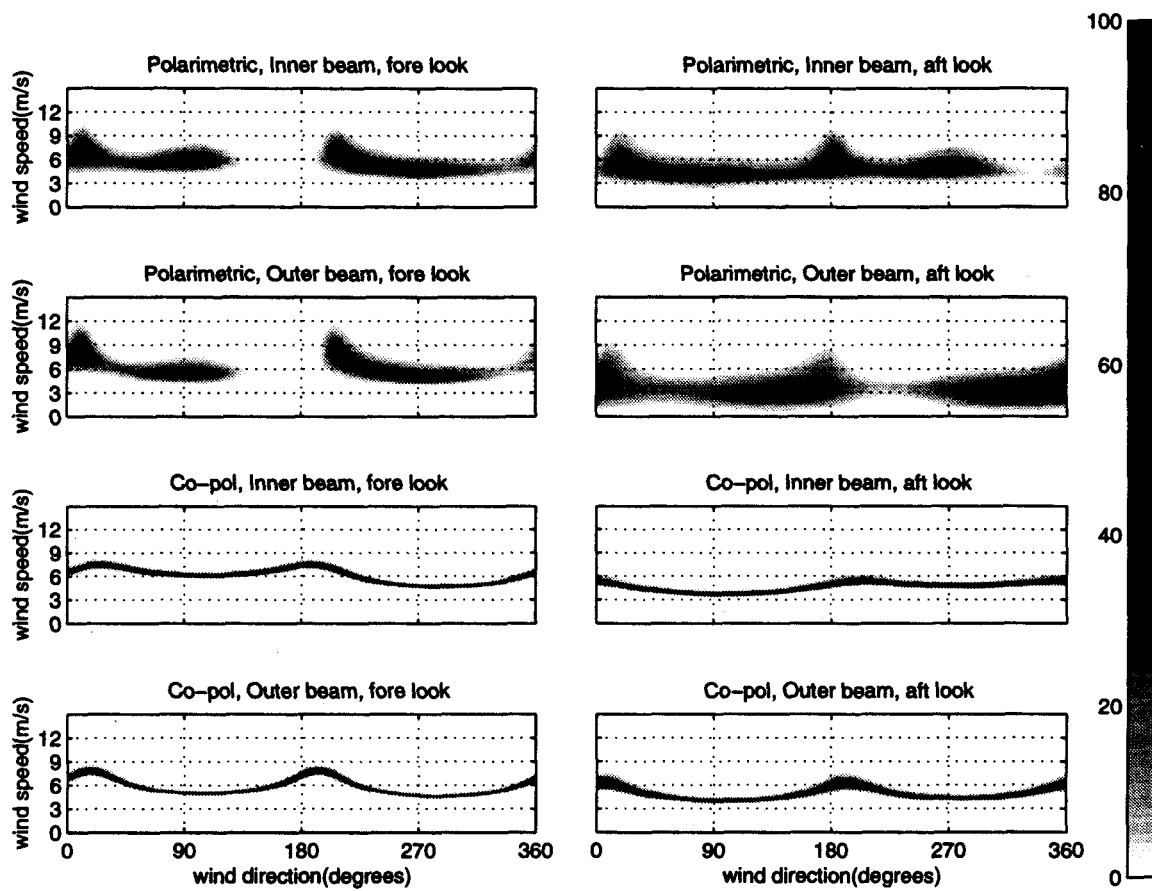 Polarimetric, Inner beam, fore look
Polarimetric, Inner beam, aft look
wind speed(m/s)
12
9
6
3
0
Polarimetric, Outer beam, fore look
Polarimetric, Outer beam, aft look
wind speed(m/s)
12
9
6
3
0
Co-pol, Inner beam, fore look
Co-pol, Inner beam, aft look
wind speed(m/s)
12
9
6
3
0
Co-pol, Outer beam, fore look
Co-pol, Outer beam, aft look
wind speed(m/s)
12
9
6
3
0
0 90 180 270 360
wind direction(degrees)
0 90 180 270 360
wind direction(degrees)
100
80
60
40
20
0